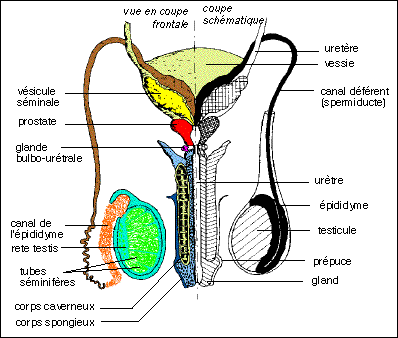 vue en coupe
frontale
coupe
schématique
uretère
vessie
canal déférent
(spermiducte)
vésicule
séminale
prostate
glande
bulbo-urétrale
urètre
épididyme
testicule
prépuce
gland
canal de
l'épididyme
rete testis
tubes
séminifères
corps caverneux
corps spongieux